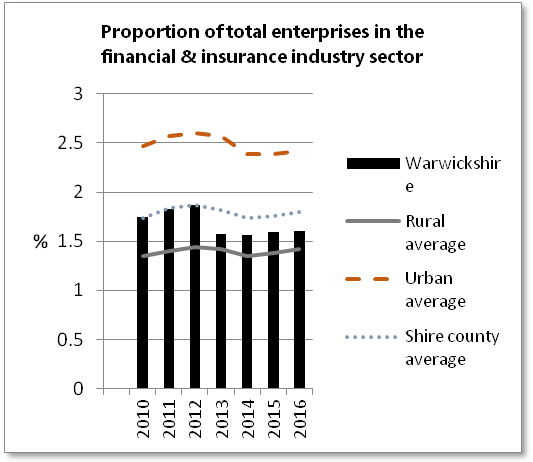 Proportion of total enterprises in the
financial & insurance industry sector
3
2.5
2
1.5
1
0.5
0
%
2010
2011
2012
2013
2014
2015
2016
Warwickshir
e
Rural
average
Urban
average
Shire county
average